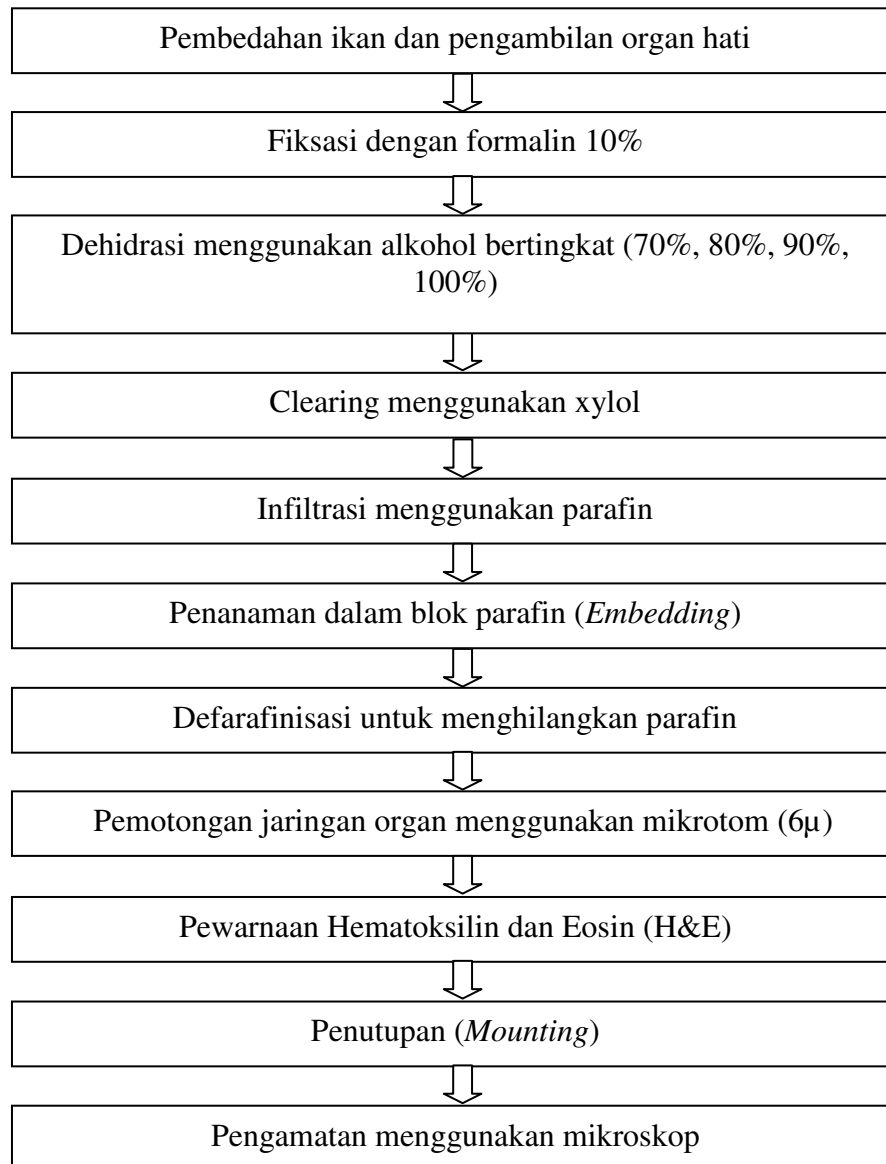 Pembedahan ikan dan pengambilan organ hati
Fiksasi dengan formalin 10%
Dehidrasi menggunakan alkohol bertingkat (70%, 80%, 90%,
100%)
Clearing menggunakan xylol
Infiltrasi menggunakan parafin
Penanaman dalam blok parafin (Embedding)
Defarafinisasi untuk menghilangkan parafin
Pemotongan jaringan organ menggunakan mikrotom (6μ)
Pewarnaan Hematoksilin dan Eosin (H&E)
Penutupan (Mounting)
Pengamatan menggunakan mikroskop